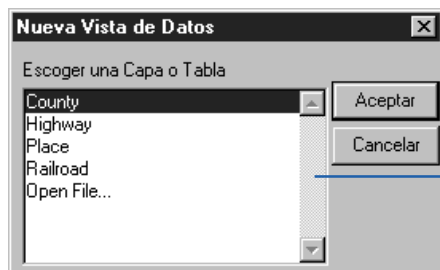 Nueva Vista de Datos
Escoger una Capa o Tabla
County
Highway
Place
Railroad
Open File...
Aceptar
Cancelar